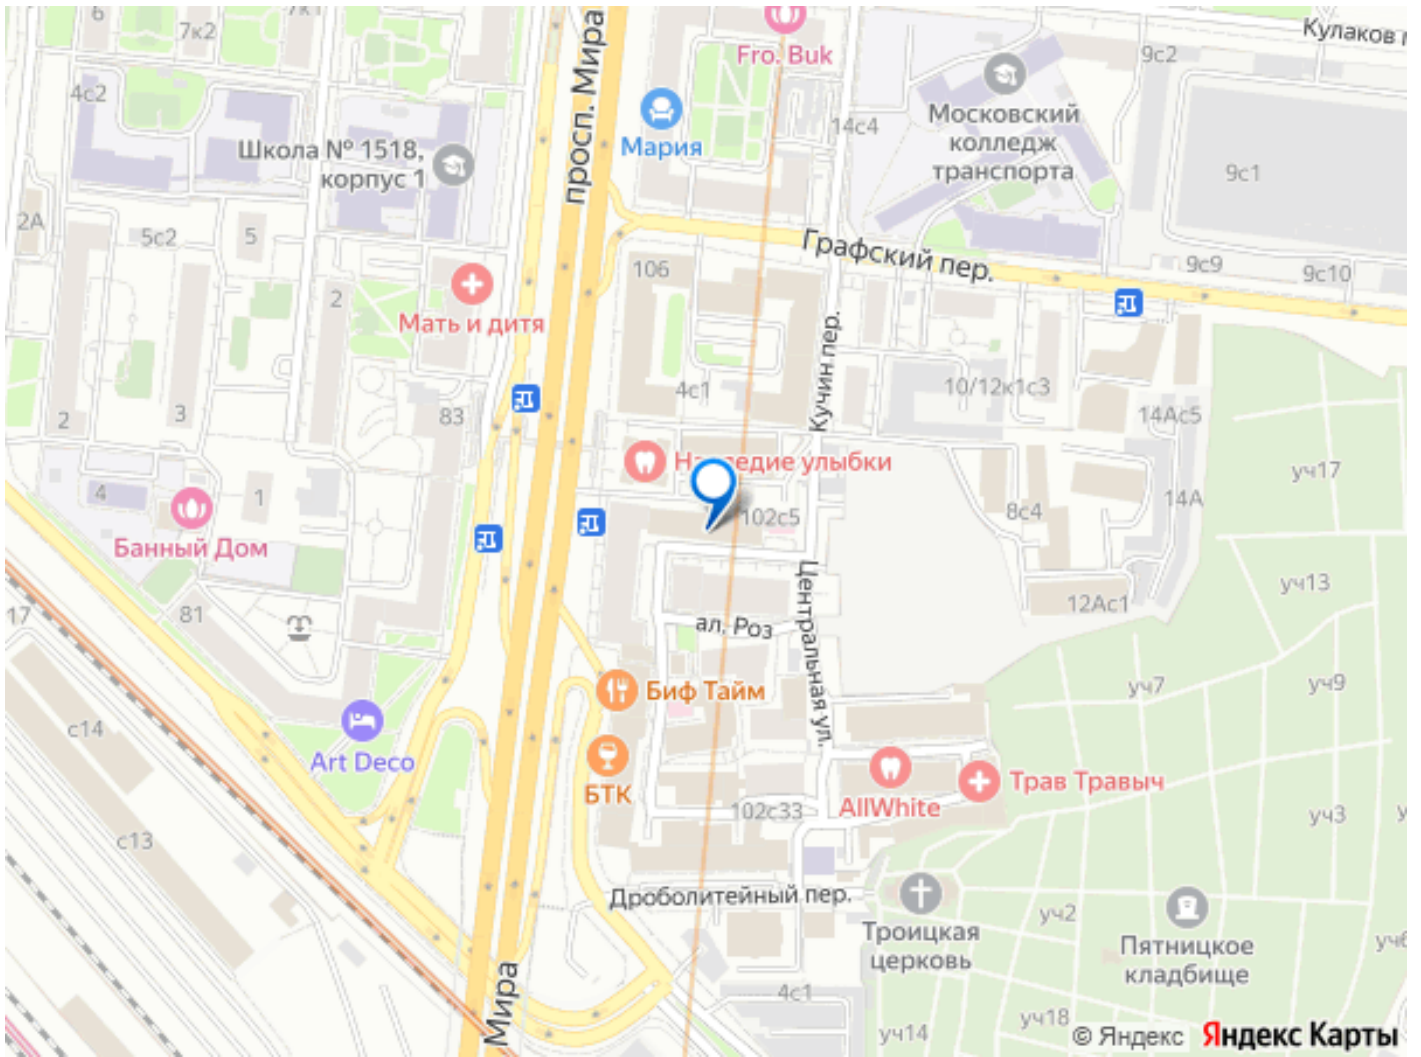 6
7к2
7к1
просп. Мира
Fro. Buk
Кулаков
9с2
4с2
Школа № 1518,
корпус 1
Мария
14с4
Московский
колледж
транспорта
9с1
2А
5с2
5
106
Графский пер.
9с9
9с10
2
Мать и дитя
Кучин пер.
4с1
10/12к1с3
14Ас5
2
3
83
Наследие улыбки
уч17
4
1
102с5
8с4
14А
Банный Дом
Центральная ул.
уч13
17
81
12Ас1
ал. Роз
Биф Тайм
уч7
уч9
с14
Art Deco
БТК
AllWhite
Трав Травыч
102с33
уч3
с13
Дроболитейный пер.
Троицкая
церковь
уч2
Пятницкое
кладбище
Мира
4с1
уч14
уч18
© Яндекс
Яндекс Карты